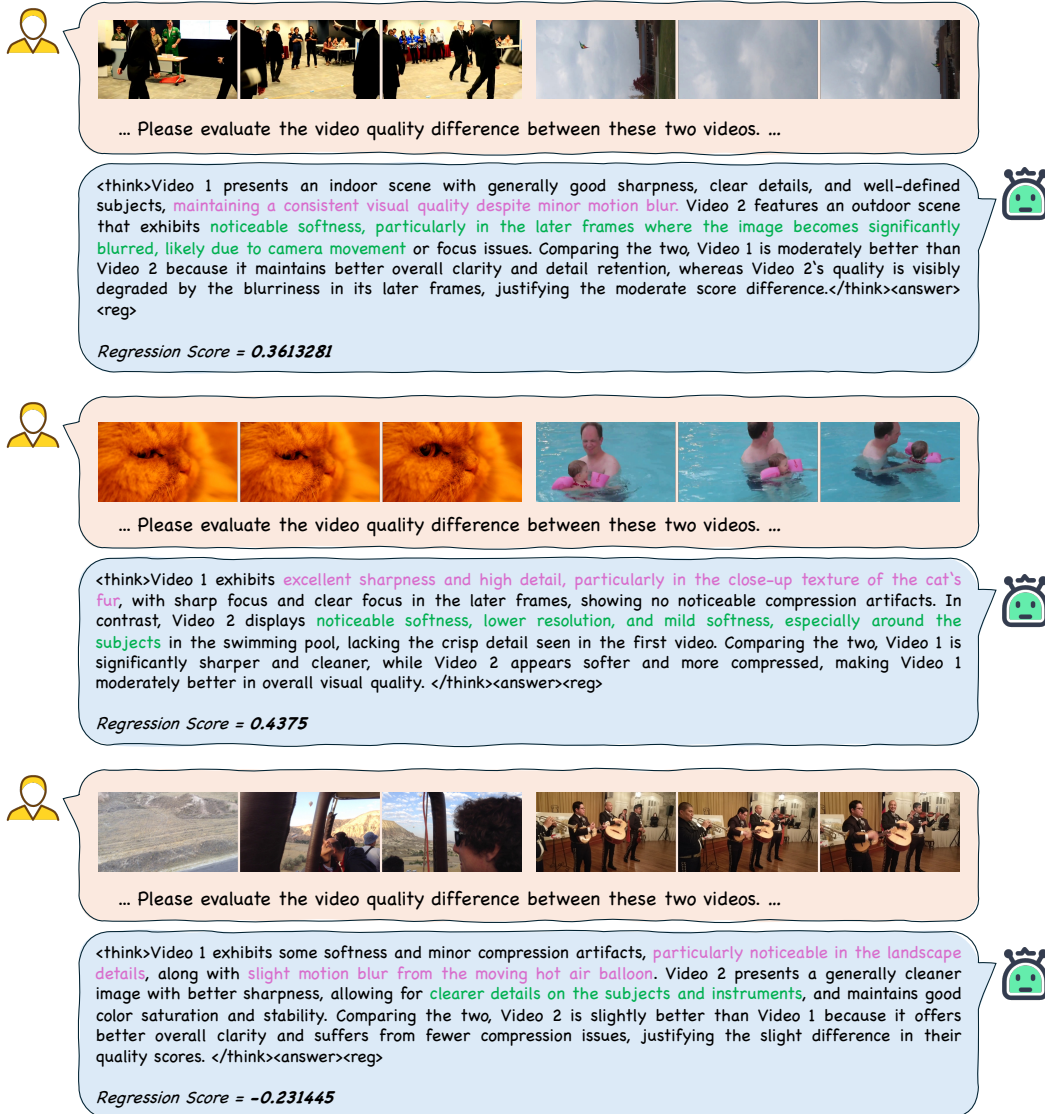 ... Please evaluate the video quality difference between these two videos. ...
<think>Video 1 presents an indoor scene with generally good sharpness, clear details, and well-defined
subjects, maintaining a consistent visual quality despite minor motion blur. Video 2 features an outdoor scene
that exhibits noticeable softness, particularly in the later frames where the image becomes significantly
blurred, likely due to camera movement or focus issues. Comparing the two, Video 1 is moderately better than
Video 2 because it maintains better overall clarity and detail retention, whereas Video 2`s quality is visibly
degraded by the blurriness in its later frames, justifying the moderate score difference.</think><answer>
<reg>
Regression Score = 0.3613281
... Please evaluate the video quality difference between these two videos. ...
<think>Video 1 exhibits excellent sharpness and high detail, particularly in the close-up texture of the cat`s
fur, with sharp focus and clear focus in the later frames, showing no noticeable compression artifacts. In
contrast, Video 2 displays noticeable softness, lower resolution, and mild softness, especially around the
subjects in the swimming pool, lacking the crisp detail seen in the first video. Comparing the two, Video 1 is
significantly sharper and cleaner, while Video 2 appears softer and more compressed, making Video 1
moderately better in overall visual quality. </think><answer><reg>
Regression Score = 0.4375
... Please evaluate the video quality difference between these two videos. ...
<think>Video 1 exhibits some softness and minor compression artifacts, particularly noticeable in the landscape
details, along with slight motion blur from the moving hot air balloon. Video 2 presents a generally cleaner
image with better sharpness, allowing for clearer details on the subjects and instruments, and maintains good
color saturation and stability. Comparing the two, Video 2 is slightly better than Video 1 because it offers
better overall clarity and suffers from fewer compression issues, justifying the slight difference in their
quality scores. </think><answer><reg>
Regression Score = -0.231445